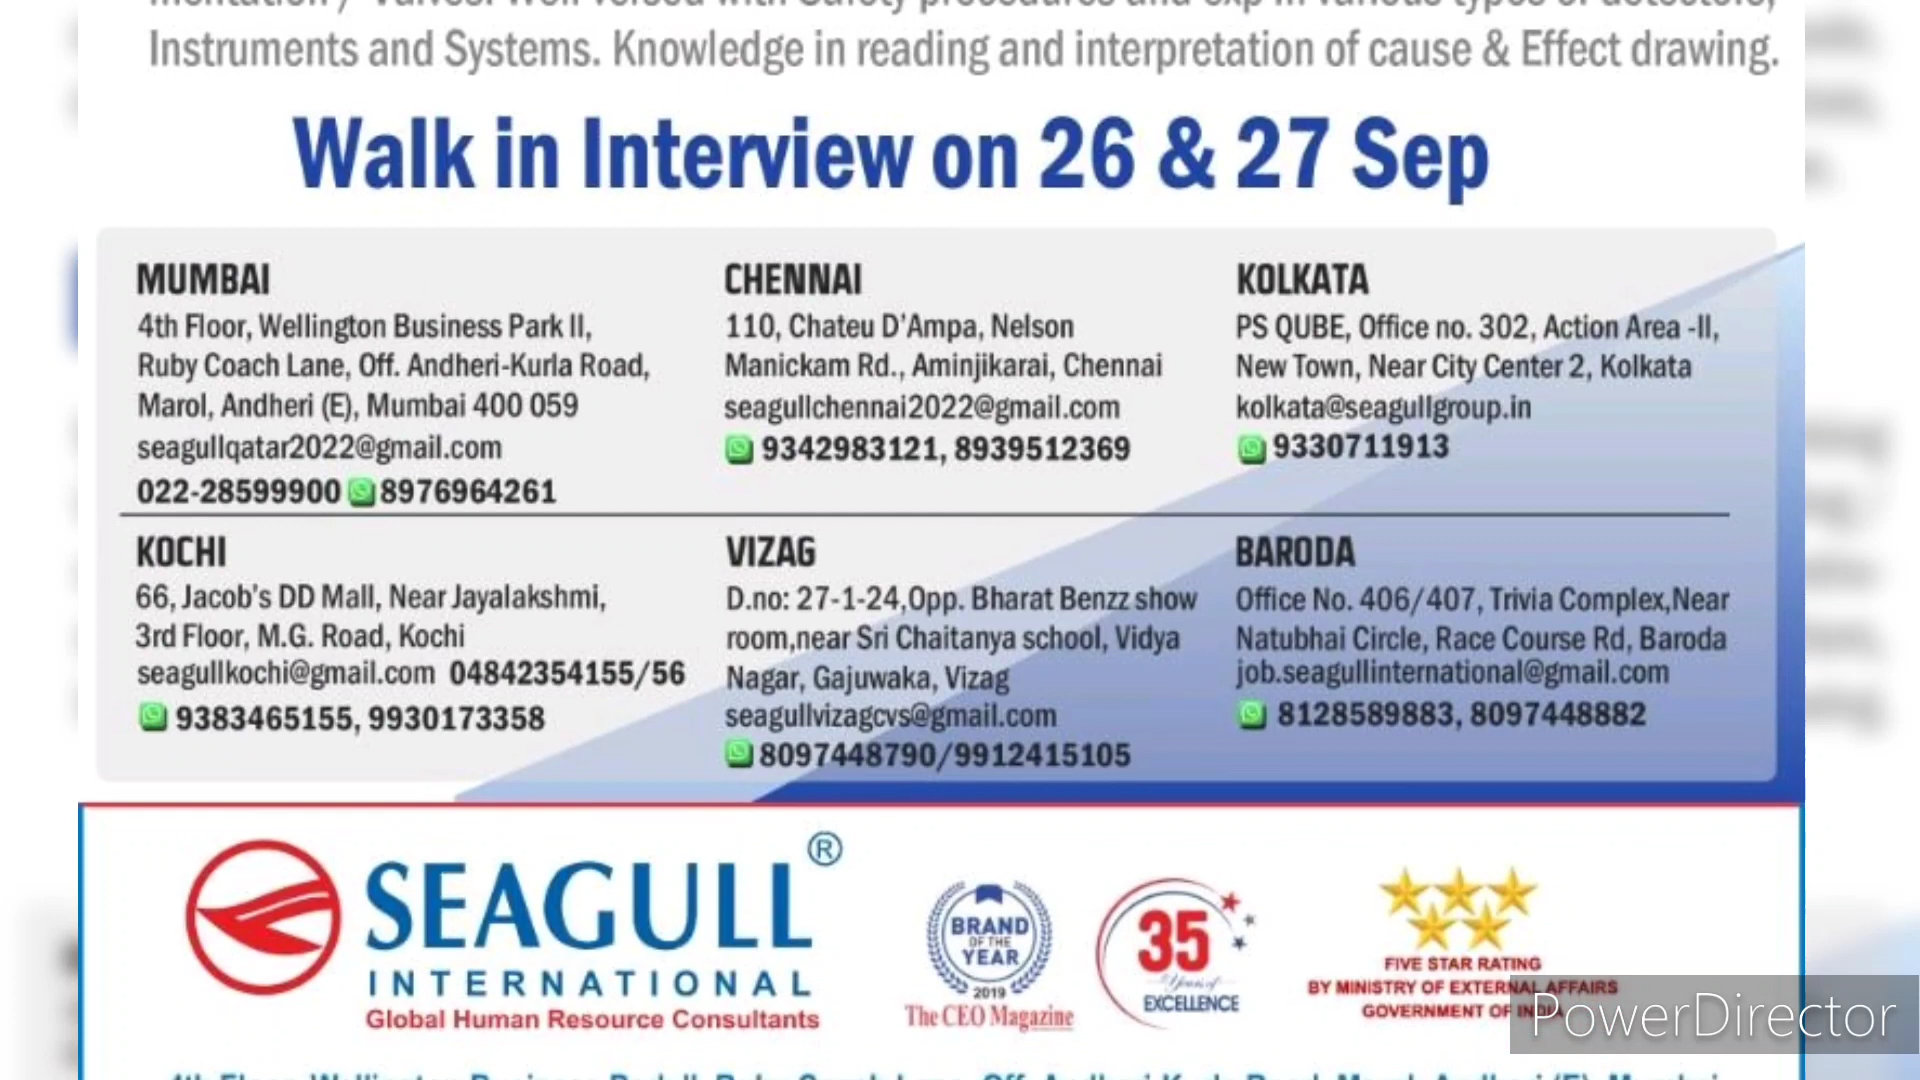 Instruments and Systems. Knowledge in reading and interpretation of cause & Effect drawing.
Walk in Interview on 26 & 27 Sep
MUMBAI
4th Floor, Wellington Business Park II,
Ruby Coach Lane, Off. Andheri-Kurla Road,
Marol, Andheri (E), Mumbai 400 059
seagullqatar2022@gmail.com
022-28599900 8976964261
CHENNAI
110, Chateu D'Ampa, Nelson
Manickam Rd., Aminjikarai, Chennai
seagullchennai2022@gmail.com
9342983121, 8939512369
KOLKATA
PS QUBE, Office no. 302, Action Area -II,
New Town, Near City Center 2, Kolkata
kolkata@seagullgroup.in
9330711913
KOCHI
66, Jacob's DD Mall, Near Jayalakshmi,
3rd Floor, M.G. Road, Kochi
seagullkochi@gmail.com 04842354155/56
9383465155, 9930173358
VIZAG
D.no: 27-1-24,Opp. Bharat Benzz show
room,near Sri Chaitanya school, Vidya
Nagar, Gajuwaka, Vizag
seagullvizagcvs@gmail.com
8097448790/9912415105
BARODA
Office No. 406/407, Trivia Complex,Near
Natubhai Circle, Race Course Rd, Baroda
job.seagullinternational@gmail.com
8128589883, 8097448882
SEAGULL ®
INTERNATIONAL
Global Human Resource Consultants
BRAND
OF THE
YEAR
2019
The CEO Magazine
35
Years of
EXCELLENCE
FIVE STAR RATING
BY MINISTRY OF EXTERNAL AFFAIRS
GOVERNMENT OF INDIA
PowerDirector